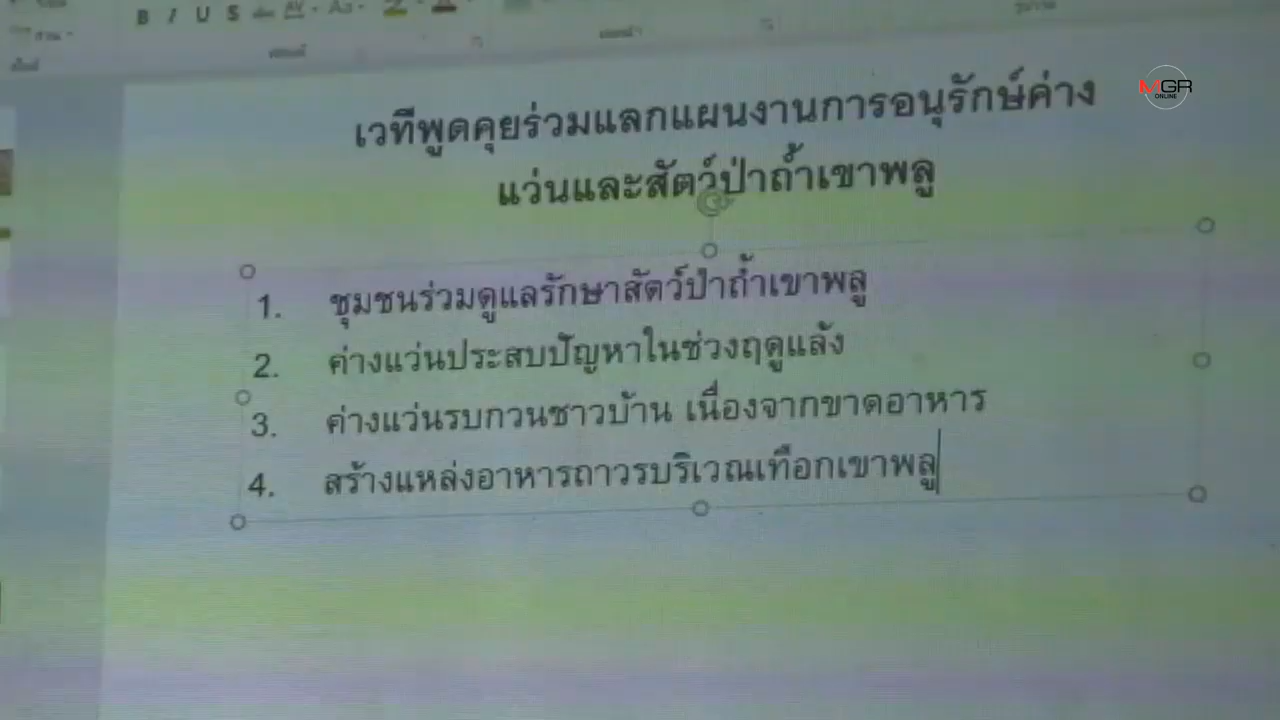 B I U S abc AV Aa
MGR
ONLINE
เวทีพูดคุยร่วมแลกแผนงานการอนุรักษ์ค่าง
แว่นและสัตว์ป่าถ้ำเขาพลู
1. ชุมชนร่วมดูแลรักษาสัตว์ป่าถ้ำเขาพลู
2. ค่างแว่นประสบปัญหาในช่วงฤดูแล้ง
3. ค่างแว่นรบกวนชาวบ้าน เนื่องจากขาดอาหาร
4. สร้างแหล่งอาหารถาวรบริเวณเทือกเขาพลู